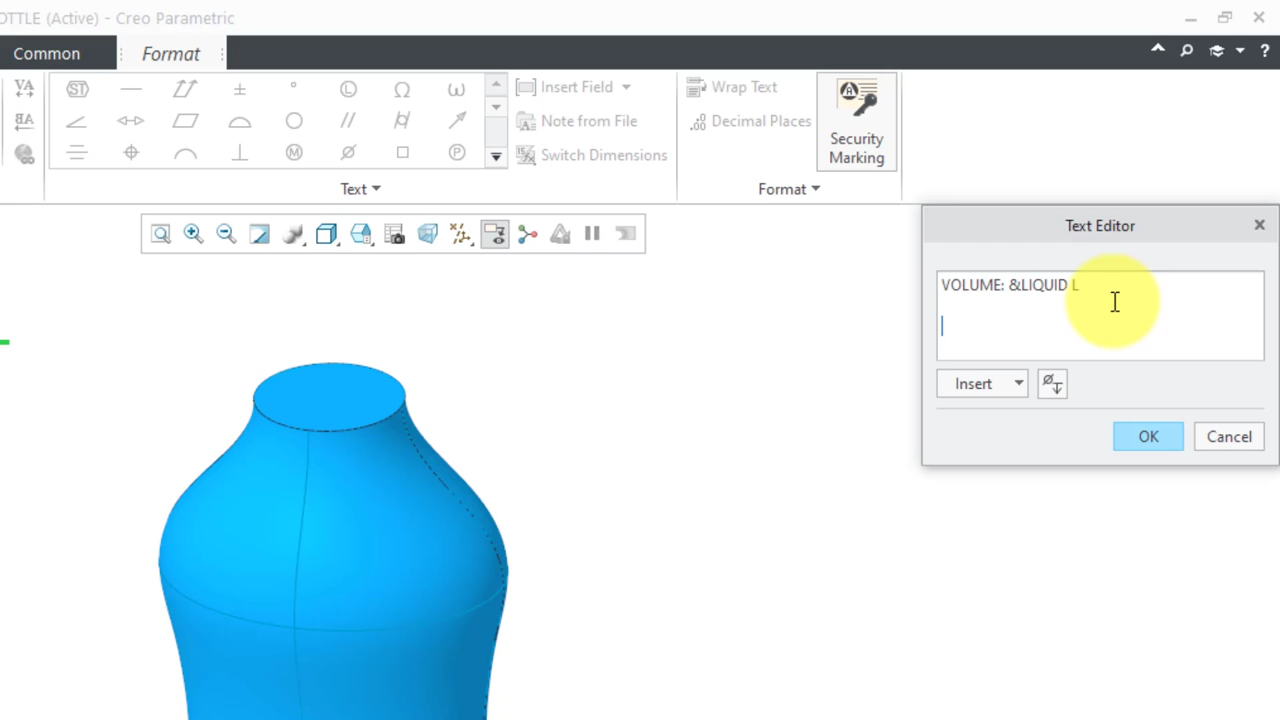 OTTLE (Active) - Creo Parametric
Common
Format
Insert Field
Note from File
Switch Dimensions
Wrap Text
Decimal Places
Security
Marking
Text
Format
Text Editor
VOLUME: &LIQUID L
Insert
OK
Cancel